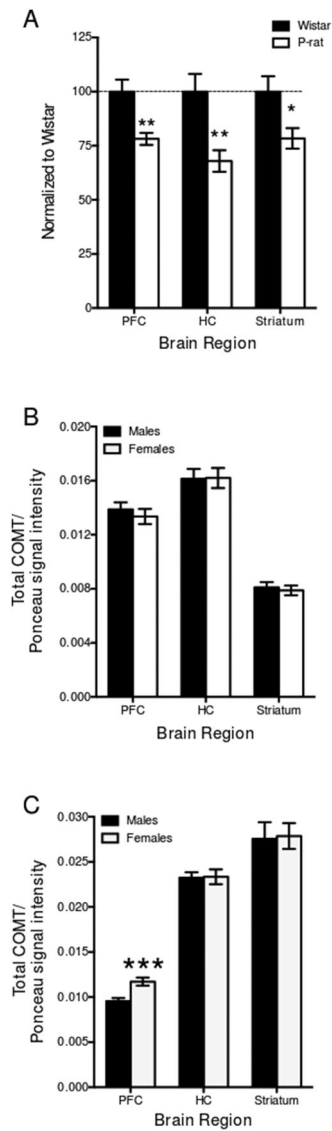 A
Wistar
P-rat
125
100
75
50
25
0
Normalized to Wistar
**
**
*
PFC
HC
Striatum
Brain Region
B
Males
Females
0.020
0.016
0.012
0.008
0.004
0.000
Total COMT/
Ponceau signal intensity
PFC
HC
Striatum
Brain Region
C
Males
Females
0.030
0.025
0.020
0.015
0.010
0.005
0.000
Total COMT/
Ponceau signal intensity
***
PFC
HC
Striatum
Brain Region